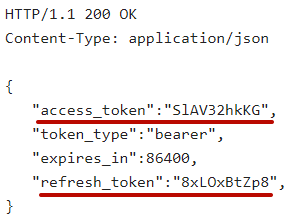 HTTP/1.1 200 OK
Content-Type: application/json
{
"access_token":"SlAV32hkKG",
"token_type":"bearer",
"expires_in":86400,
"refresh_token":"8xLOxBtZp8",
}